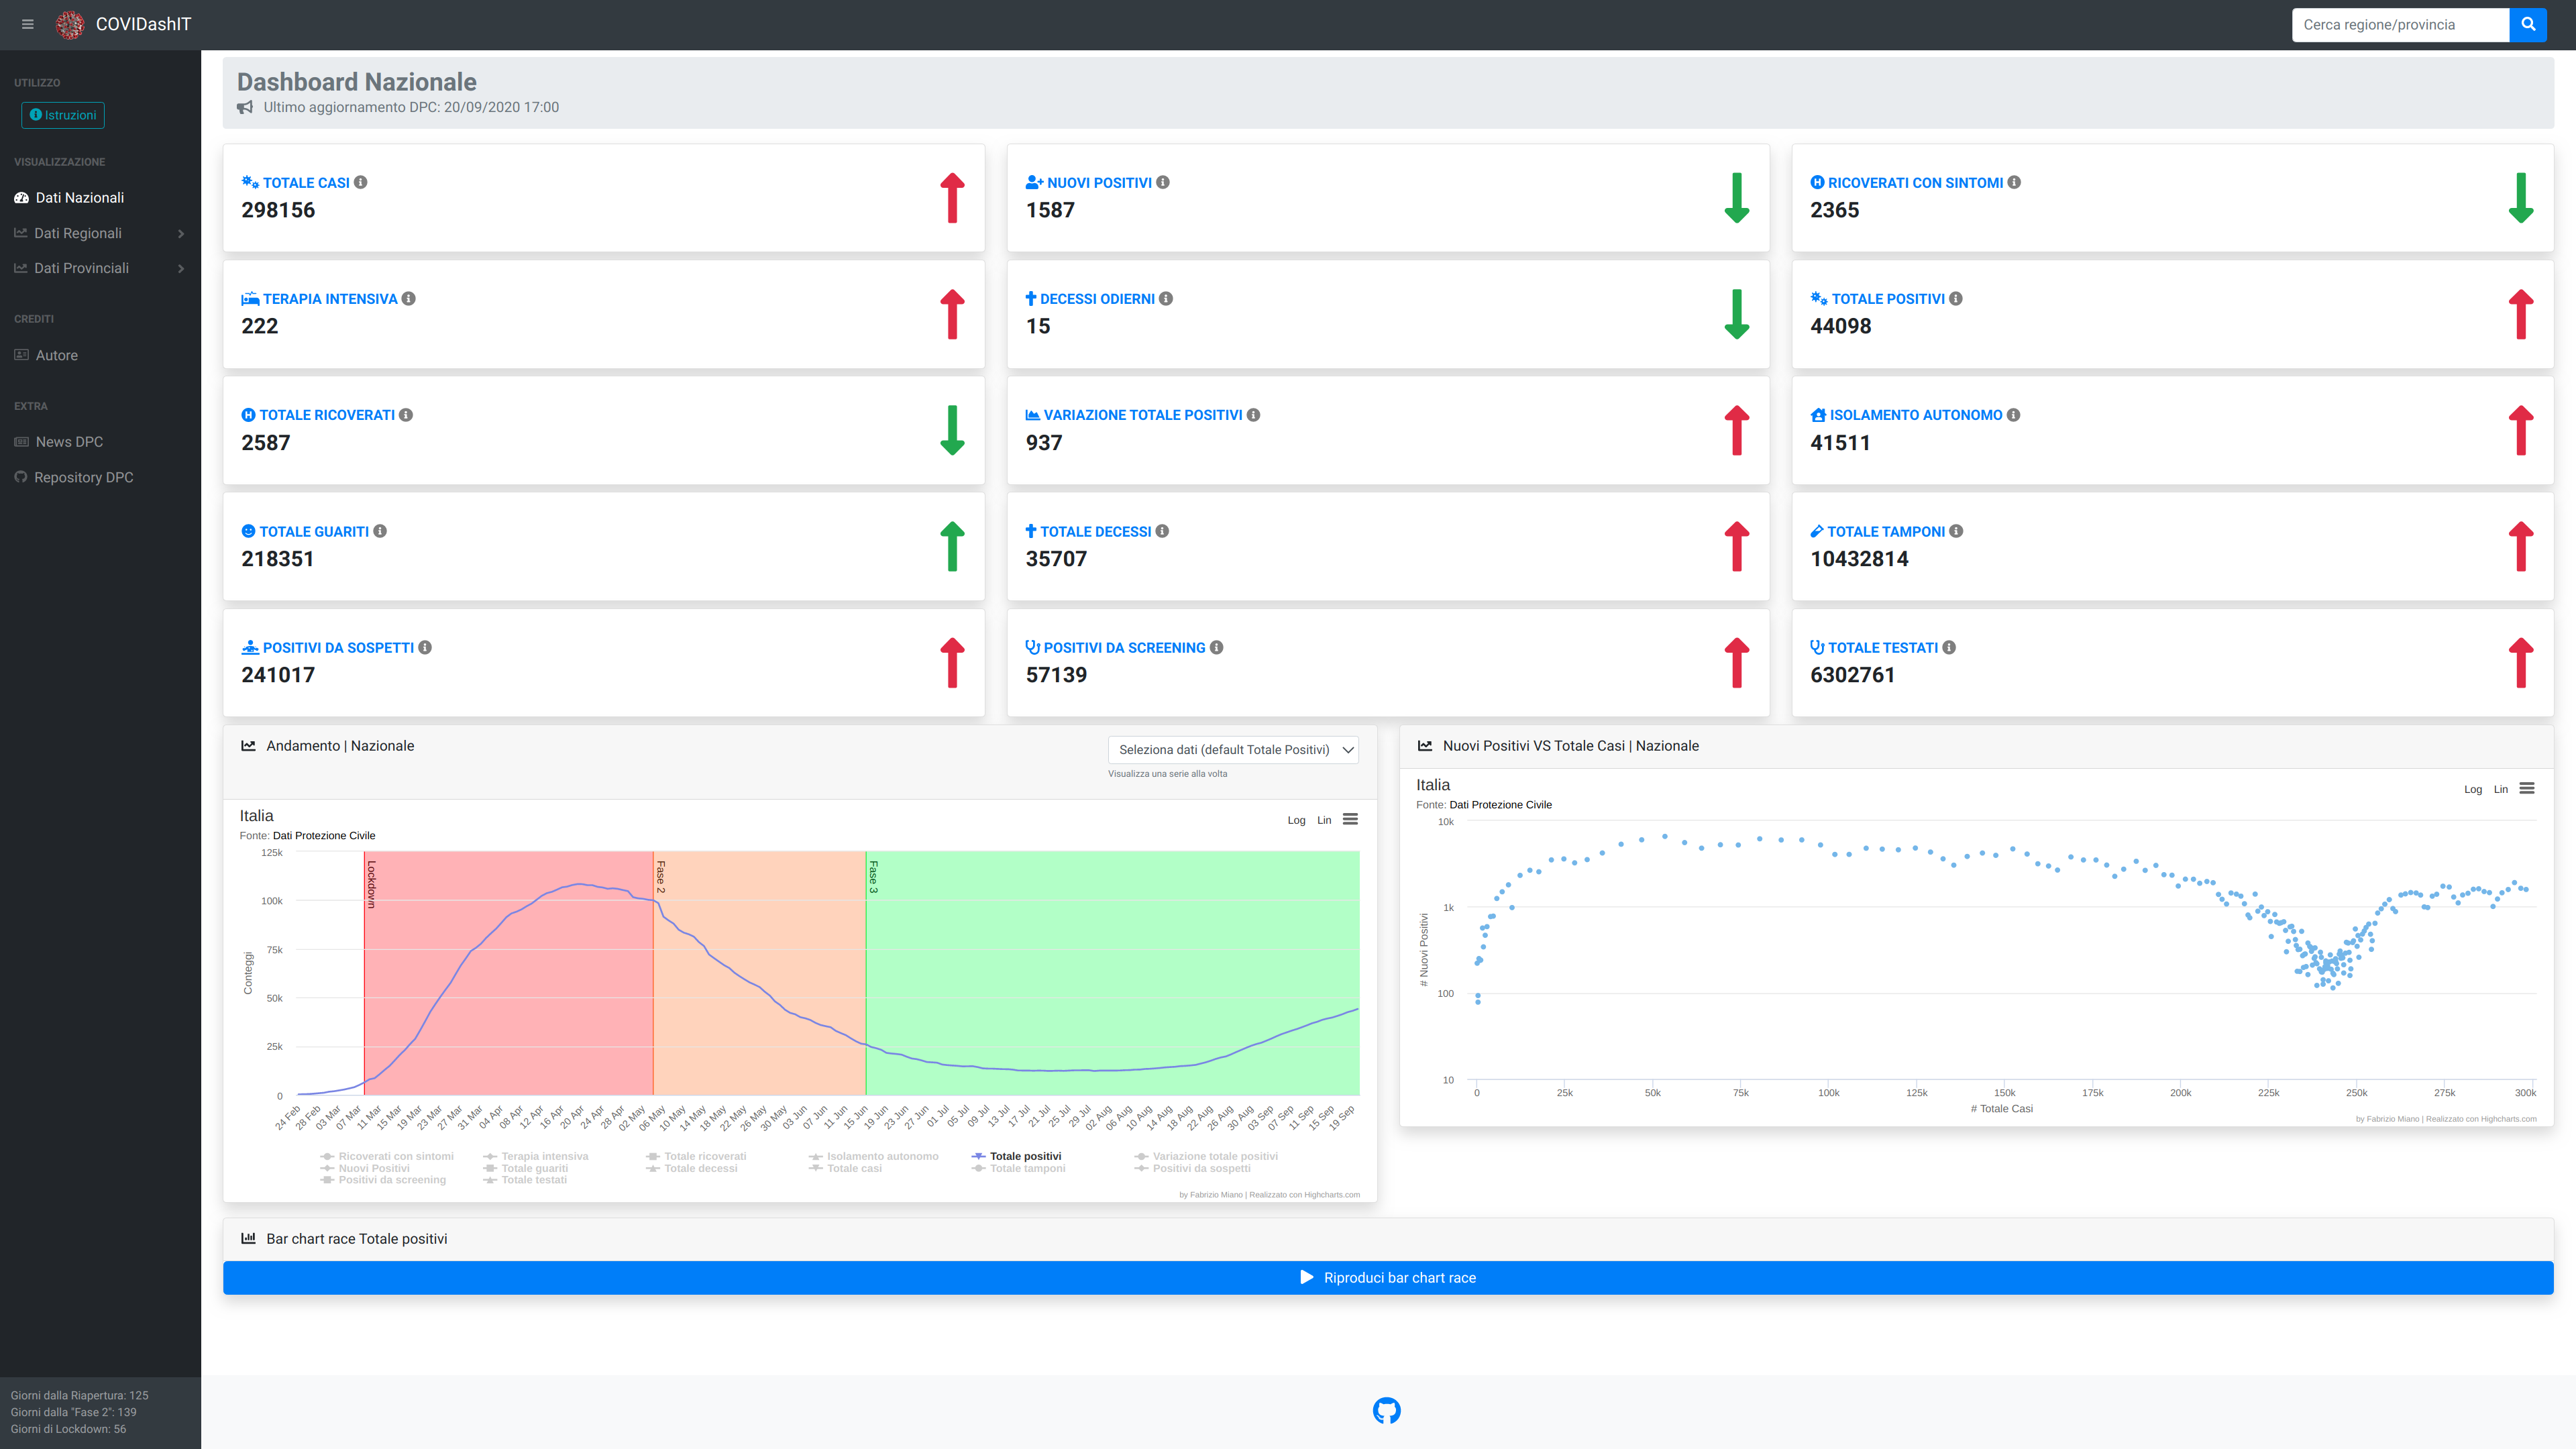 COVIDashIT
Cerca regione/provincia
UTILIZZO
Istruzioni
VISUALIZZAZIONE
Dati Nazionali
Dati Regionali
Dati Provinciali
CREDITI
Autore
EXTRA
News DPC
Repository DPC
Giorni dalla Riapertura: 125
Giorni dalla "Fase 2": 139
Giorni di Lockdown: 56
Dashboard Nazionale
Ultimo aggiornamento DPC: 20/09/2020 17:00
TOTALE CASI
298156
NUOVI POSITIVI
1587
RICOVERATI CON SINTOMI
2365
TERAPIA INTENSIVA
222
DECESSI ODIERNI
15
TOTALE POSITIVI
44098
TOTALE RICOVERATI
2587
VARIAZIONE TOTALE POSITIVI
937
ISOLAMENTO AUTONOMO
41511
TOTALE GUARITI
218351
TOTALE DECESSI
35707
TOTALE TAMPONI
10432814
POSITIVI DA SOSPETTI
241017
POSITIVI DA SCREENING
57139
TOTALE TESTATI
6302761
Andamento | Nazionale
Seleziona dati (default Totale Positivi)
Visualizza una serie alla volta
Italia
Fonte: Dati Protezione Civile
Log Lin
Conteggi
125k
100k
75k
50k
25k
0
Lockdown
Fase 2
Fase 3
24 Feb 28 Feb 03 Mar 07 Mar 11 Mar 15 Mar 19 Mar 23 Mar 27 Mar 31 Mar 04 Apr 08 Apr 12 Apr 16 Apr 20 Apr 24 Apr 28 Apr 02 May 06 May 10 May 14 May 18 May 22 May 26 May 30 May 03 Jun 07 Jun 11 Jun 15 Jun 19 Jun 23 Jun 27 Jun 01 Jul 05 Jul 09 Jul 13 Jul 17 Jul 21 Jul 25 Jul 29 Jul 02 Aug 06 Aug 10 Aug 14 Aug 18 Aug 22 Aug 26 Aug 30 Aug 03 Sep 07 Sep 11 Sep 15 Sep 19 Sep
Ricoverati con sintomi Terapia intensiva Totale ricoverati Isolamento autonomo Totale positivi Variazione totale positivi
Nuovi Positivi Totale guariti Totale decessi Totale casi Totale tamponi Positivi da sospetti
Positivi da screening Totale testati
by Fabrizio Miano | Realizzato con Highcharts.com
Nuovi Positivi VS Totale Casi | Nazionale
Italia
Fonte: Dati Protezione Civile
Log Lin
# Nuovi Positivi
10k
1k
100
10
0 25k 50k 75k 100k 125k 150k 175k 200k 225k 250k 275k 300k
# Totale Casi
by Fabrizio Miano | Realizzato con Highcharts.com
Bar chart race Totale positivi
Riproduci bar chart race